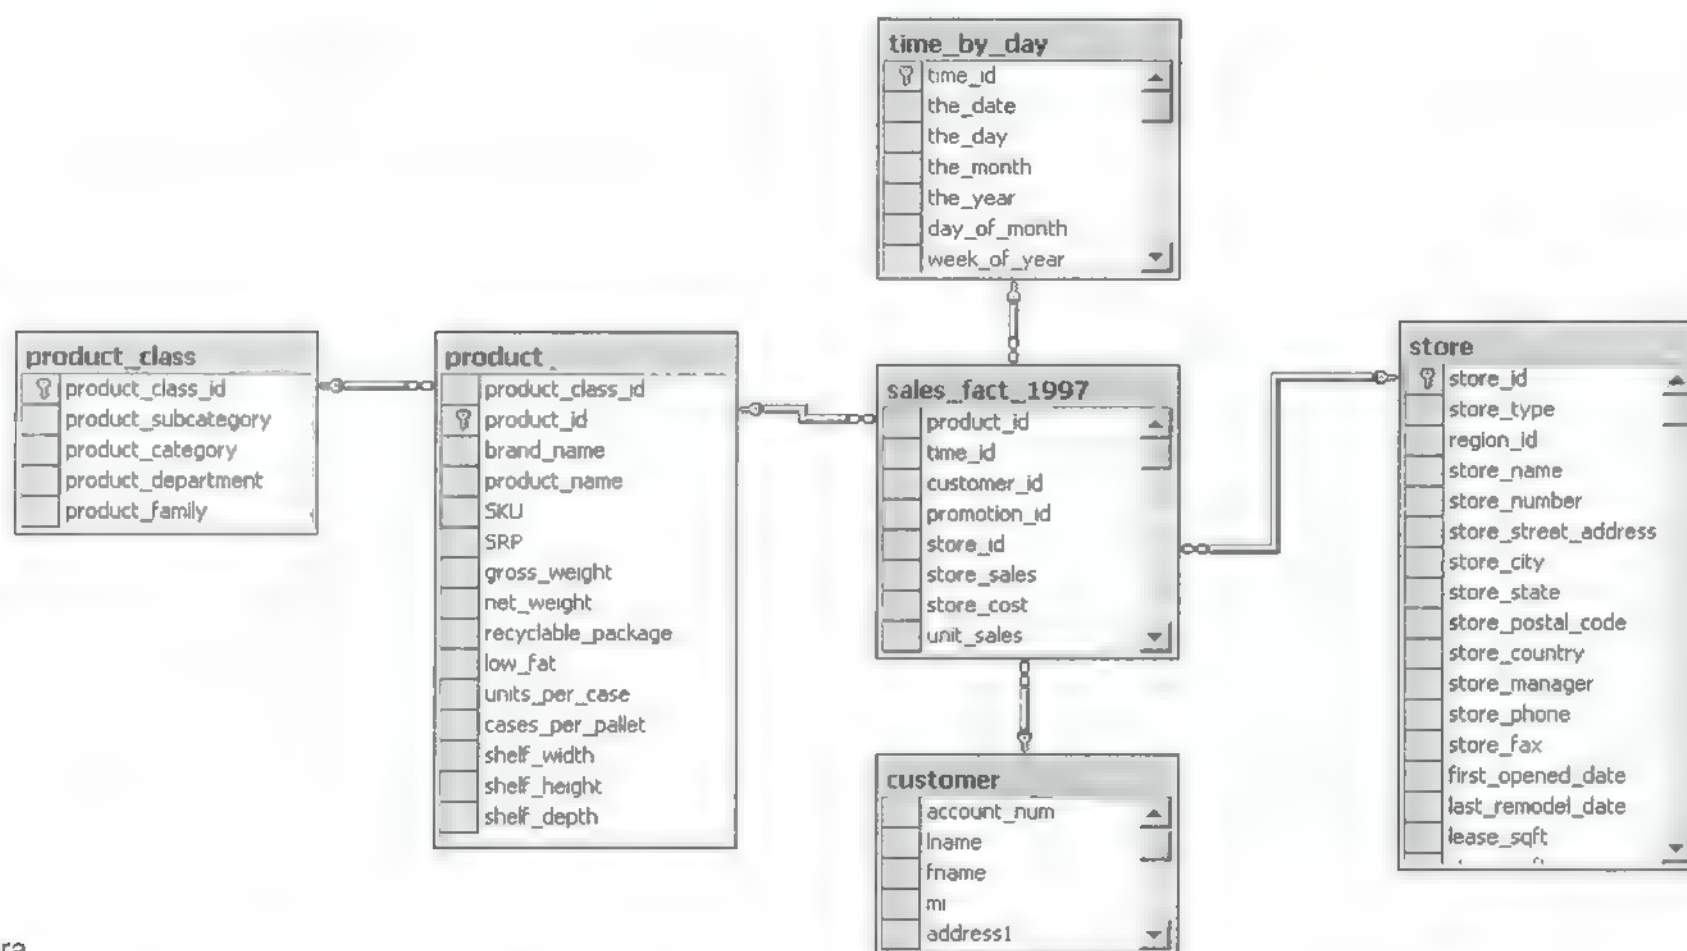 time_by_day
time_id
the_date
the_day
the_month
the_year
day_of_month
week_of_year
product_class
product_class_id
product_subcategory
product_category
product_department
product_family
product
product_class_id
product_id
brand_name
product_name
SKU
SRP
gross_weight
net_weight
recyclable_package
low_fat
units_per_case
cases_per_pallet
shelf_width
shelf_height
shelf_depth
sales_fact_1997
product_id
time_id
customer_id
promotion_id
store_id
store_sales
store_cost
unit_sales
customer
account_num
lname
fname
mi
address1
store
store_id
store_type
region_id
store_name
store_number
store_street_address
store_city
store_state
store_postal_code
store_country
store_manager
store_phone
store_fax
first_opened_date
last_remodel_date
lease_sqft